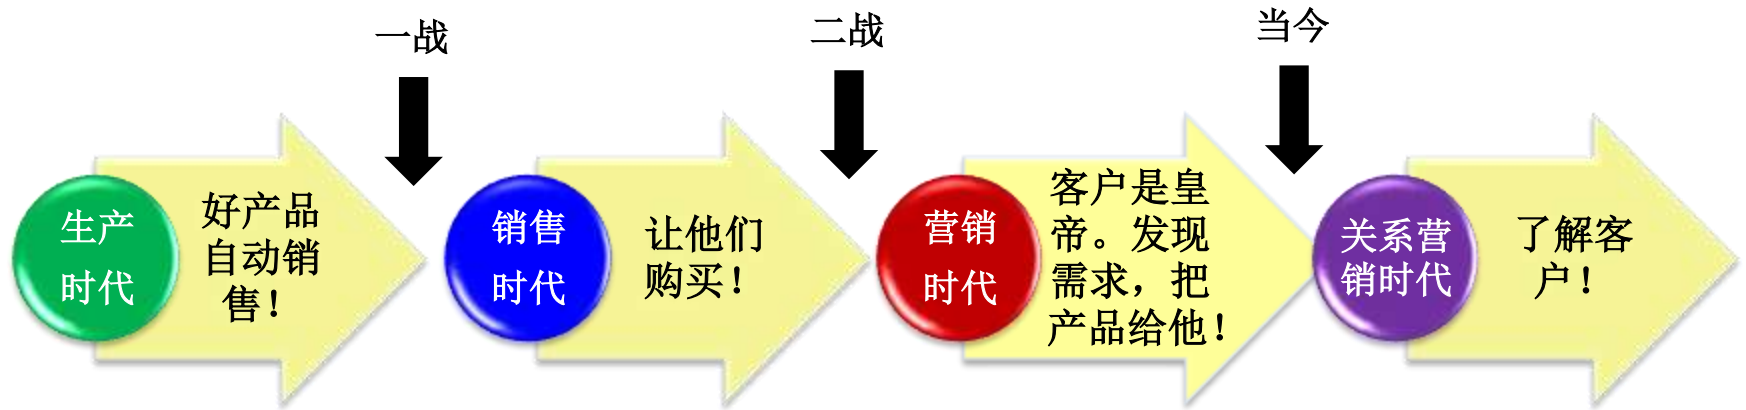 一战
二战
当今
生产
时代
好产品
自动销
售！
销售
时代
让他们
购买！
营销
时代
客户是皇
帝。发现
需求，把
产品给他！
关系营
销时代
了解客
户！